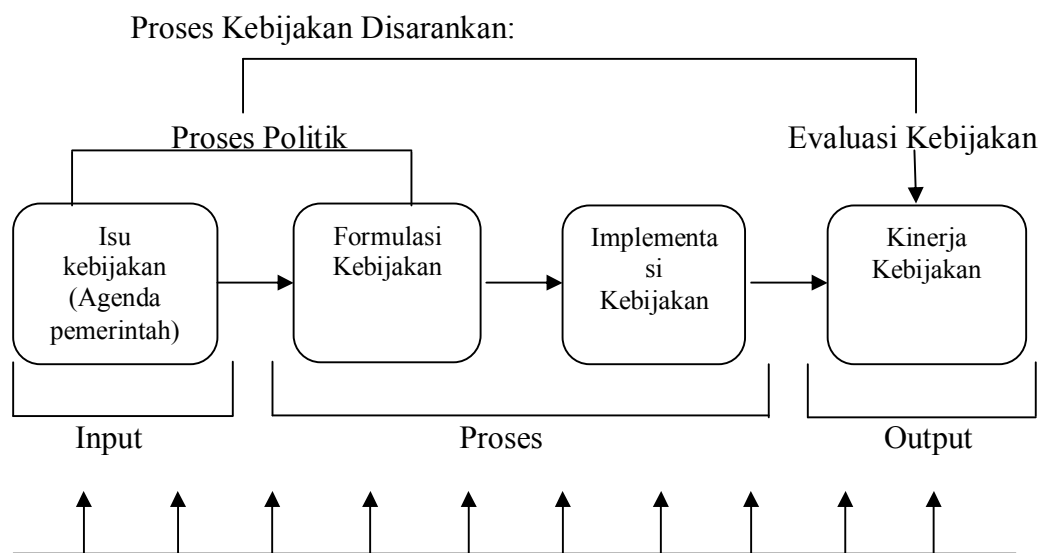 Proses Kebijakan Disarankan:
Proses Politik
Evaluasi Kebijakan
Isu
kebijakan
(Agenda
pemerintah)
Formulasi
Kebijakan
Implementa
si
Kebijakan
Kinerja
Kebijakan
Input
Proses
Output